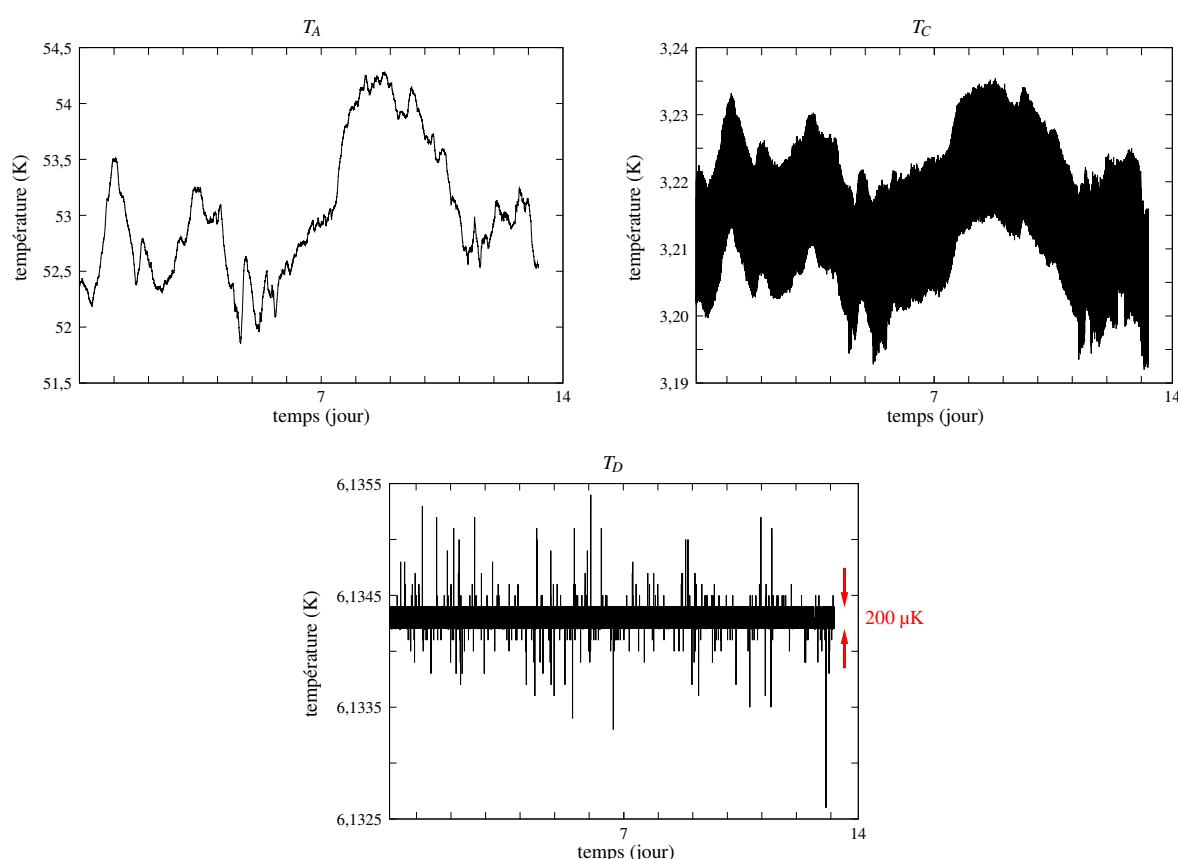 T_A
54,5
54
53,5
53
52,5
52
51,5
température (K)
7
14
temps (jour)
T_C
3,24
3,23
3,22
3,21
3,20
3,19
température (K)
7
14
temps (jour)
T_D
6,1355
6,1345
6,1335
6,1325
température (K)
200 µK
7
14
temps (jour)